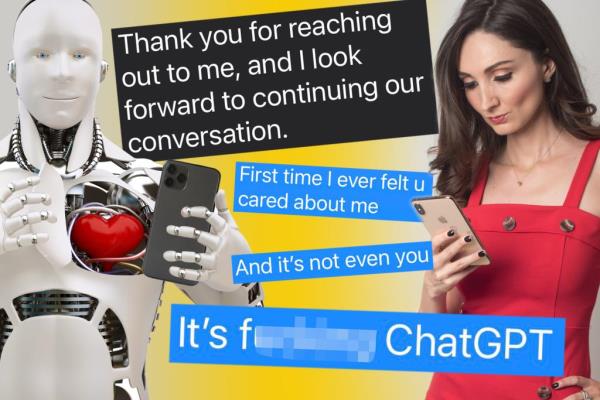 Thank you for reaching
out to me, and I look
forward to continuing our
conversation.
First time I ever felt u
cared about me
And it's not even you
It's f ChatGPT